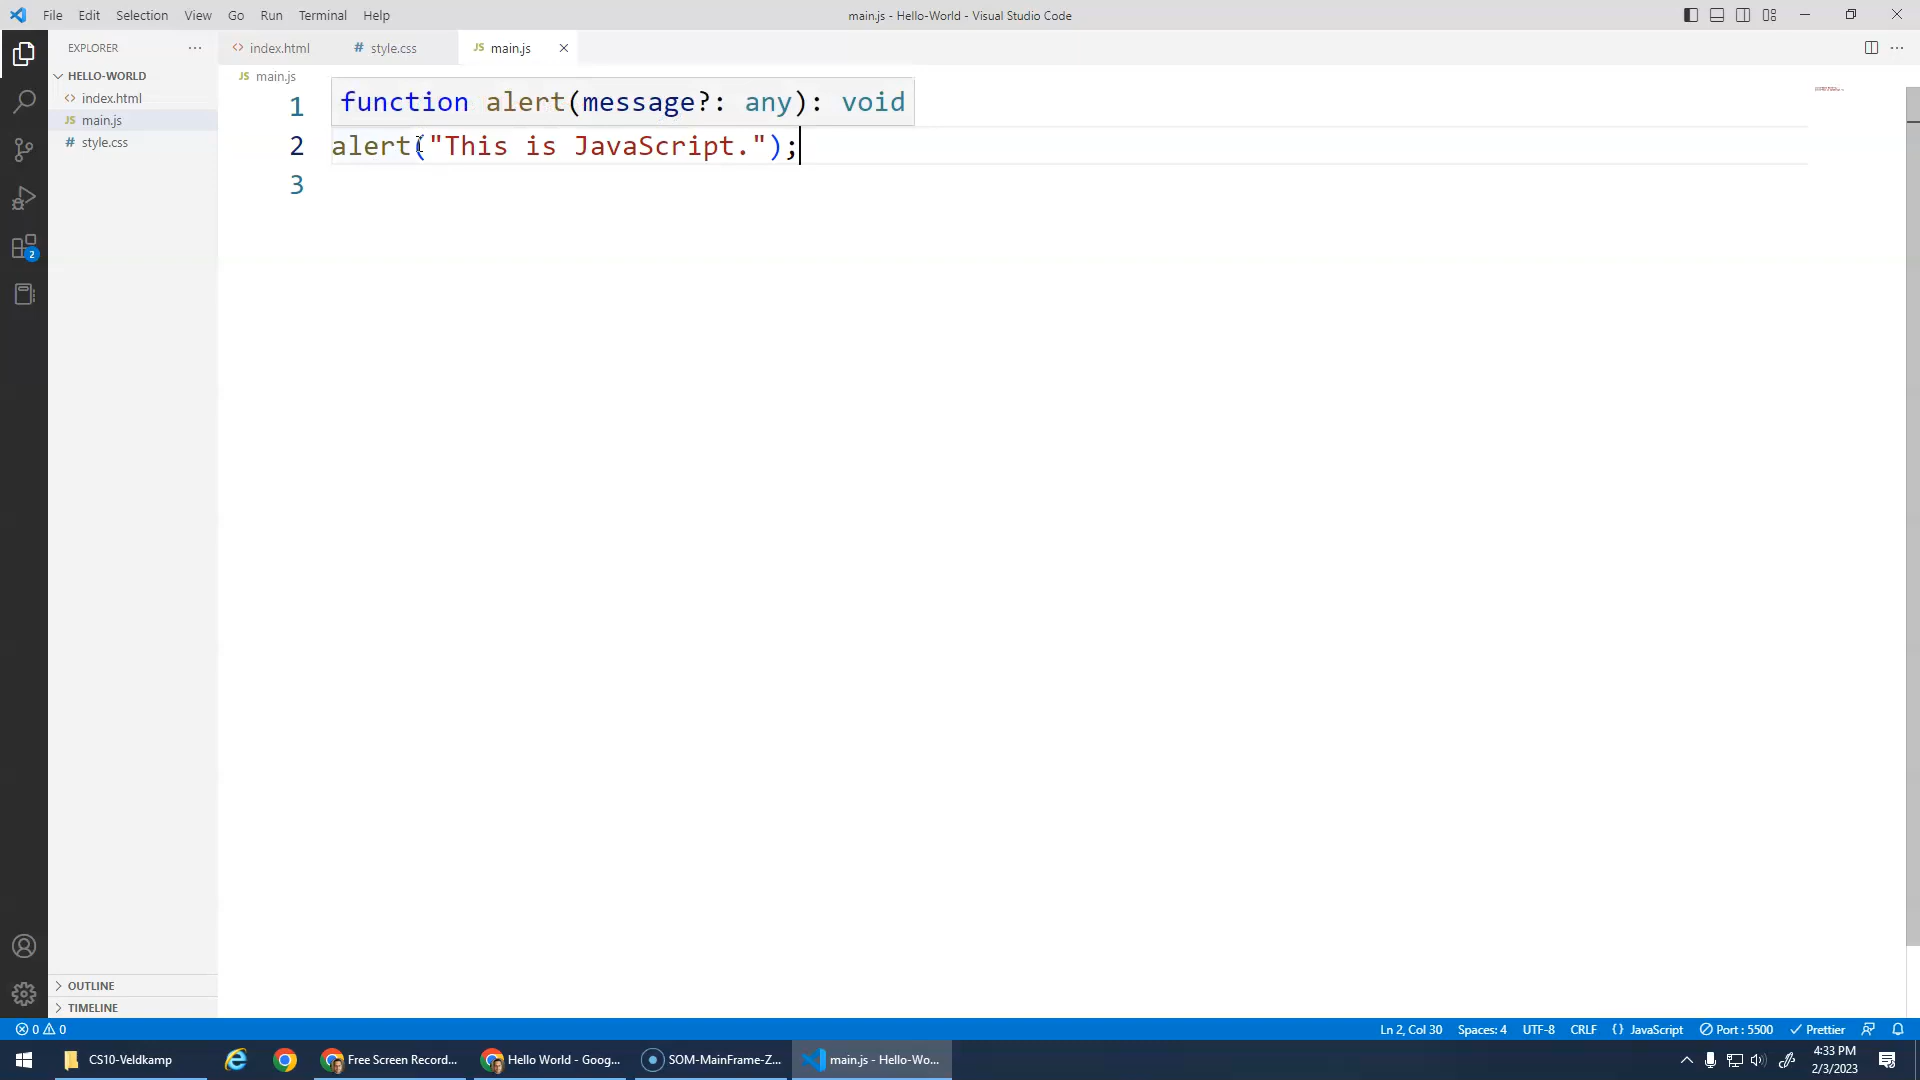 File Edit Selection View Go Run Terminal Help
main.js - Hello-World - Visual Studio Code
EXPLORER
index.html
style.css
main.js
HELLO-WORLD
index.html
main.js
style.css
JS main.js
1
function alert(message?: any): void
2 alert("This is JavaScript.");
3
2
OUTLINE
TIMELINE
0 0
Ln 2, Col 30 Spaces: 4 UTF-8 CRLF {} JavaScript Port : 5500 Prettier
CS10-Veldkamp
Free Screen Record...
Hello World - Goog...
SOM-MainFrame-Z...
main.js - Hello-Wo...
4:33 PM
2/3/2023